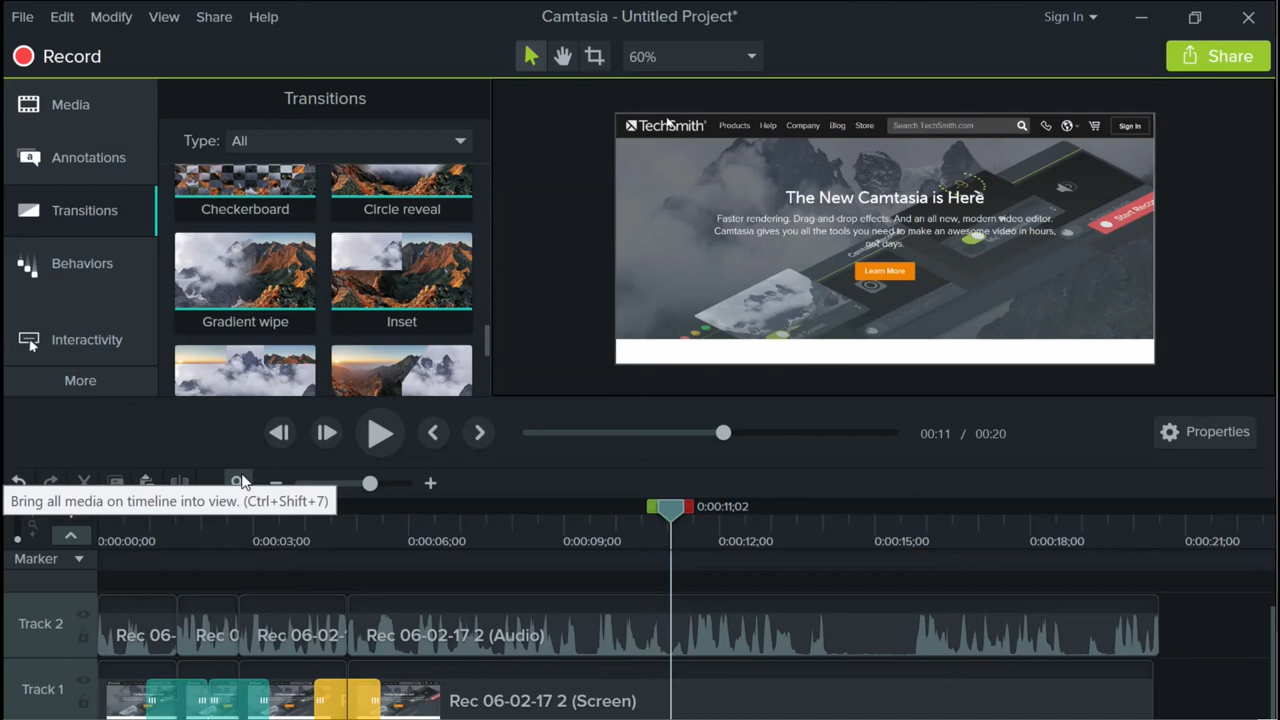 File Edit Modify View Share Help
Camtasia - Untitled Project*
Sign In
Record
60%
Share
Media
Annotations
Transitions
Behaviors
Interactivity
More
Transitions
Type: All
Checkerboard
Circle reveal
Gradient wipe
Inset
TechSmith
Products Help Company Blog Store
Search TechSmith.com
Sign In
The New Camtasia is Here
Faster rendering. Drag-and-drop effects. And an all new, modern video editor.
Camtasia gives you all the tools you need to make an awesome video in hours,
not days.
Learn More
00:11 / 00:20
Properties
Bring all media on timeline into view. (Ctrl+Shift+7)
0:00:11;02
0:00:00;00 0:00:03;00 0:00:06;00 0:00:09;00 0:00:12;00 0:00:15;00 0:00:18;00 0:00:21;00
Marker
Track 2
Rec 06-
Rec 0
Rec 06-02-
Rec 06-02-17 2 (Audio)
Track 1
Rec 06-02-17 2 (Screen)